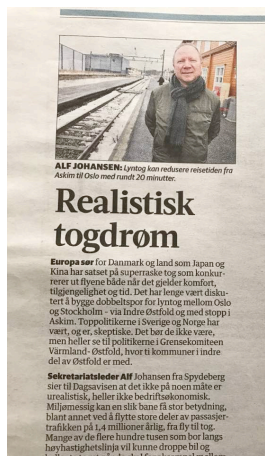 ALF JOHANSEN: Lyntog kan redusere reisetiden fra
Askim til Oslo med rundt 20 minutter.
Realistisk
togdrøm
Europa sør for Danmark og land som Japan og
Kina har satset på superraske tog som konkur-
rerer ut flyene både når det gjelder komfort,
tilgjengelighet og tid. Det har lenge vært disku-
tert å bygge dobbeltspor for lyntog mellom Oslo
og Stockholm - via Indre Østfold og med stopp i
Askim. Toppolitikerne i Sverige og Norge har
vært, og er, skeptiske. Det bør de ikke være,
men heller se til politikerne i Grensekomiteen
Värmland-Østfold, hvor ti kommuner i indre
del av Østfold er med.
Sekretariatsleder Alf Johansen fra Spydeberg
sier til Dagsavisen at det ikke på noen måte er
urealistisk, heller ikke bedriftsøkonomisk.
Miljømessig kan en slik bane få stor betydning,
blant annet ved å flytte store deler av passasjer-
trafikken på 1,4 millioner årlig, fra fly til tog.
Mange av de flere hundre tusen som bor langs
høyhastighetslinja vil kunne droppe bil og